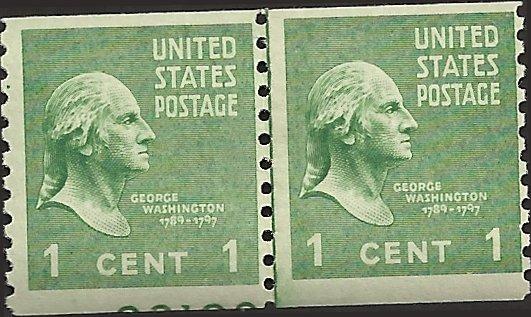 UNITED
STATES
POSTAGE
GEORGE
WASHINGTON
1789-1797
1 CENT 1
UNITED
STATES
POSTAGE
GEORGE
WASHINGTON
1789-1797
1 CENT 1